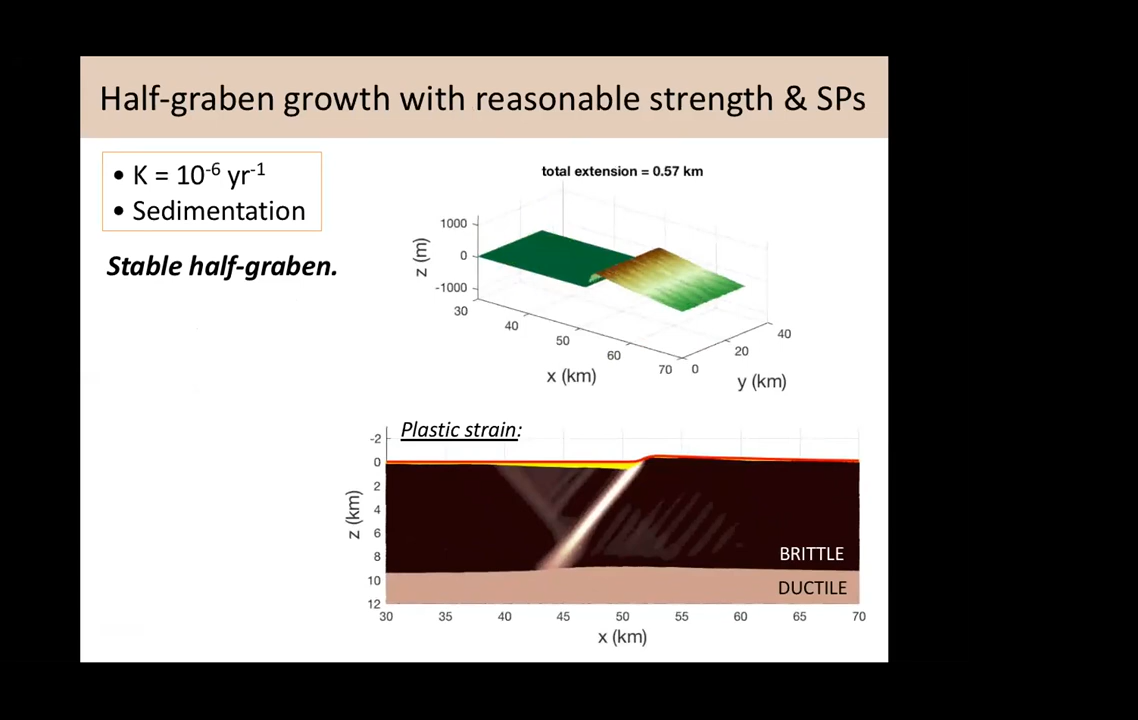 Half-graben growth with reasonable strength & SPs
• K = 10⁻⁶ yr⁻¹
• Sedimentation
Stable half-graben.
total extension = 0.57 km
1000
0
-1000
z (m)
30
40
50
60
70
x (km)
0
20
40
y (km)
Plastic strain:
-2
0
2
4
6
8
10
12
z (km)
BRITTLE
DUCTILE
30 35 40 45 50 55 60 65 70
x (km)